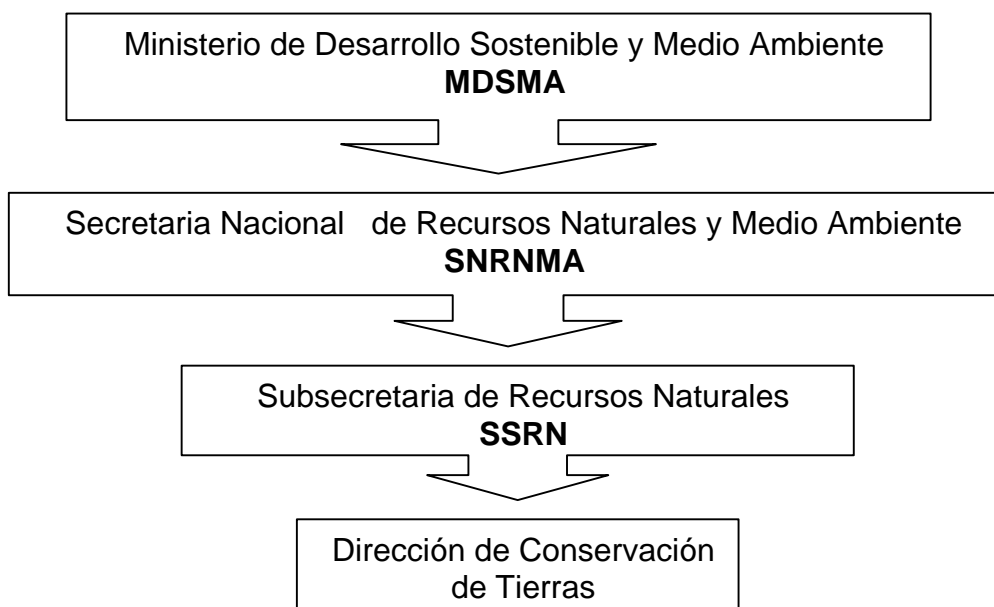 Ministerio de Desarrollo Sostenible y Medio Ambiente
MDSMA
Secretaria Nacional de Recursos Naturales y Medio Ambiente
SNRNMA
Subsecretaria de Recursos Naturales
SSRN
Dirección de Conservación
de Tierras